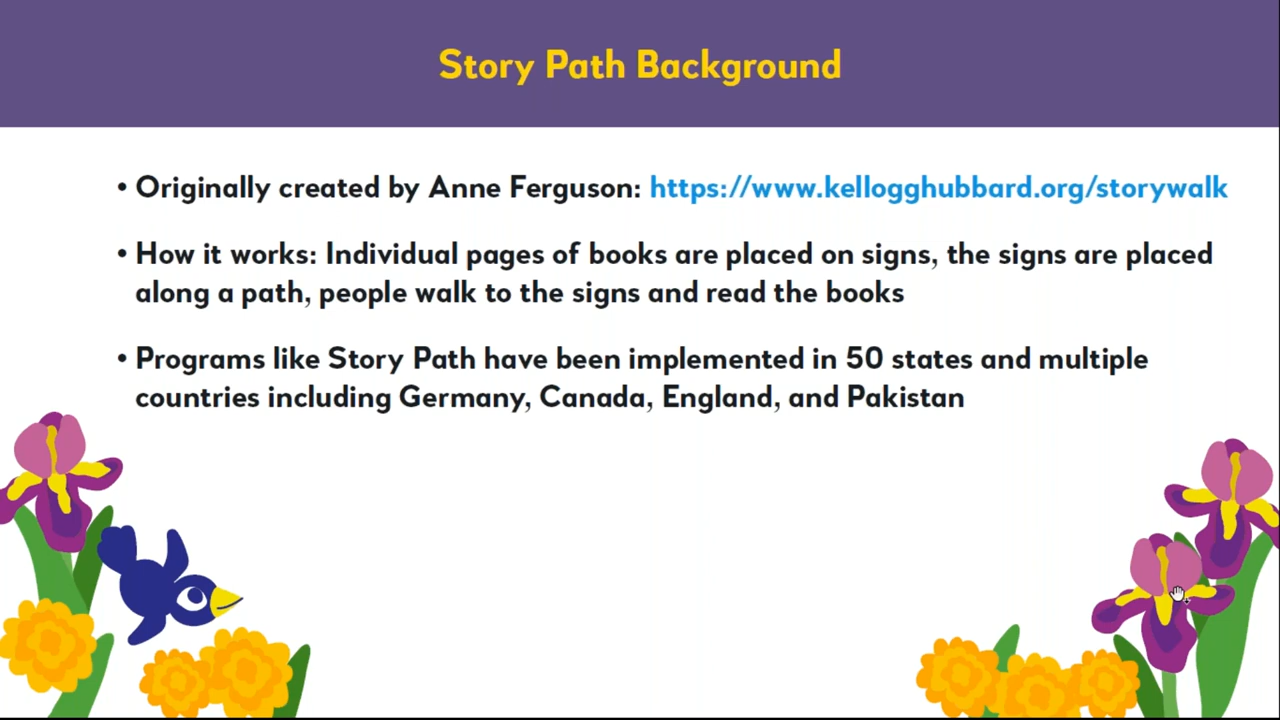 Story Path Background
• Originally created by Anne Ferguson: https://www.kellogghubbard.org/storywalk
• How it works: Individual pages of books are placed on signs, the signs are placed
along a path, people walk to the signs and read the books
• Programs like Story Path have been implemented in 50 states and multiple
countries including Germany, Canada, England, and Pakistan